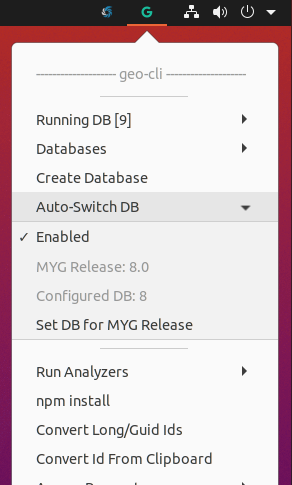 -------------------- geo-cli --------------------
Running DB [9]
Databases
Create Database
Auto-Switch DB
✓ Enabled
MYG Release: 8.0
Configured DB: 8
Set DB for MYG Release
Run Analyzers
npm install
Convert Long/Guid Ids
Convert Id From Clipboard